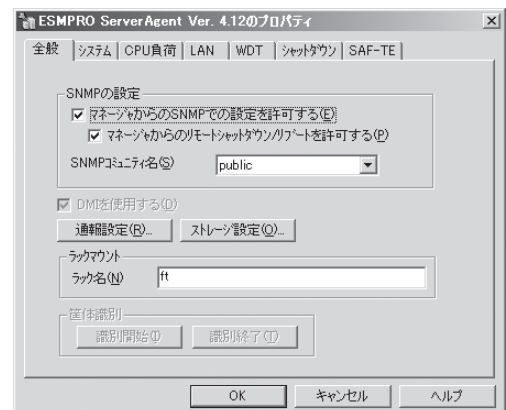 ESMPRO ServerAgent Ver. 4.12のプロパティ
全般 システム CPU負荷 LAN WDT シャットダウン SAF-TE
SNMPの設定
マネージャからのSNMPでの設定を許可する(E)
マネージャからのリモートシャットダウン/リブートを許可する(P)
SNMPコミュニティ名(S) public
DMIを使用する(D)
通報設定(R)... ストレージ設定(O)...
ラックマウント
ラック名(N) ft
筐体識別
識別開始(I) 識別終了(T)
OK キャンセル ヘルプ